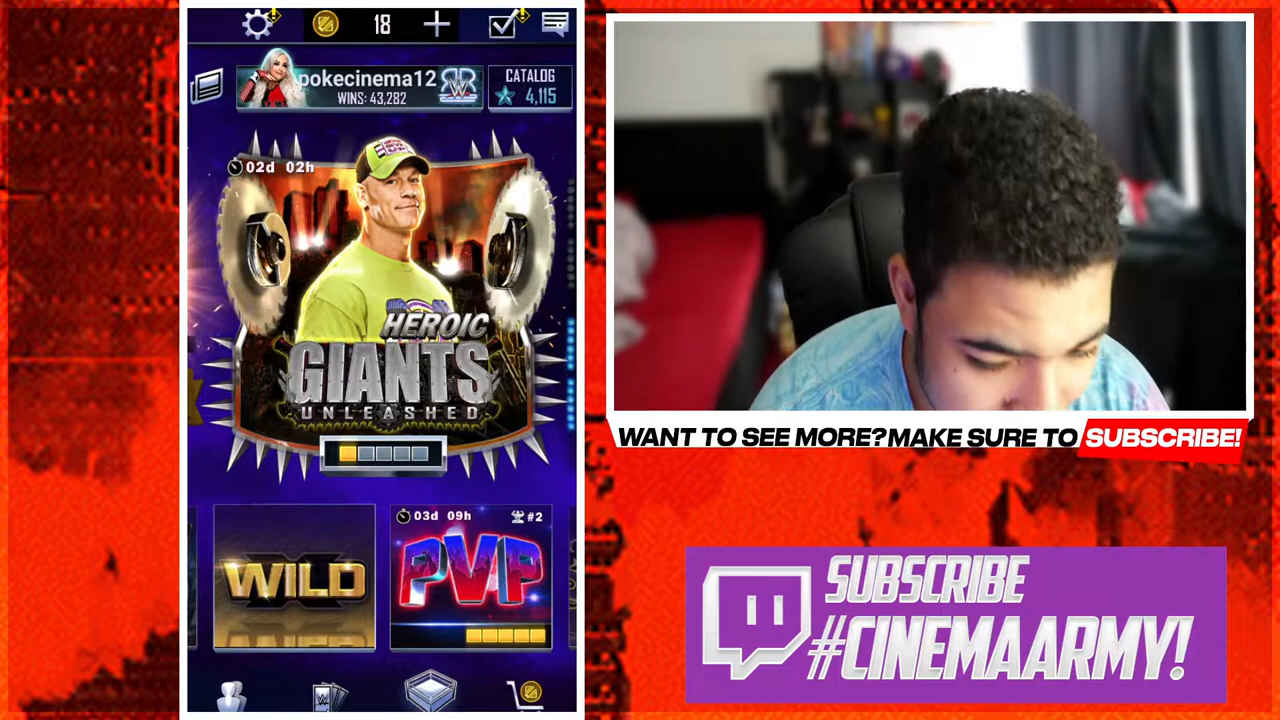 18
pokecinema12
WINS: 43,282
CATALOG
4,115
02d 02h
HEROIC
GIANTS
UNLEASHED
WILD
03d 09h
#2
PVP
WANT TO SEE MORE? MAKE SURE TO SUBSCRIBE!
SUBSCRIBE
#CINEMAARMY!